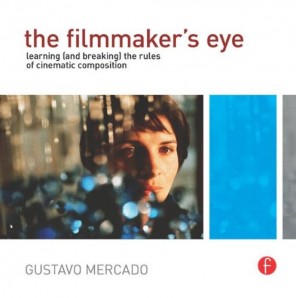 the filmmaker's eye
learning (and breaking) the rules
of cinematic composition
GUSTAVO MERCADO
f